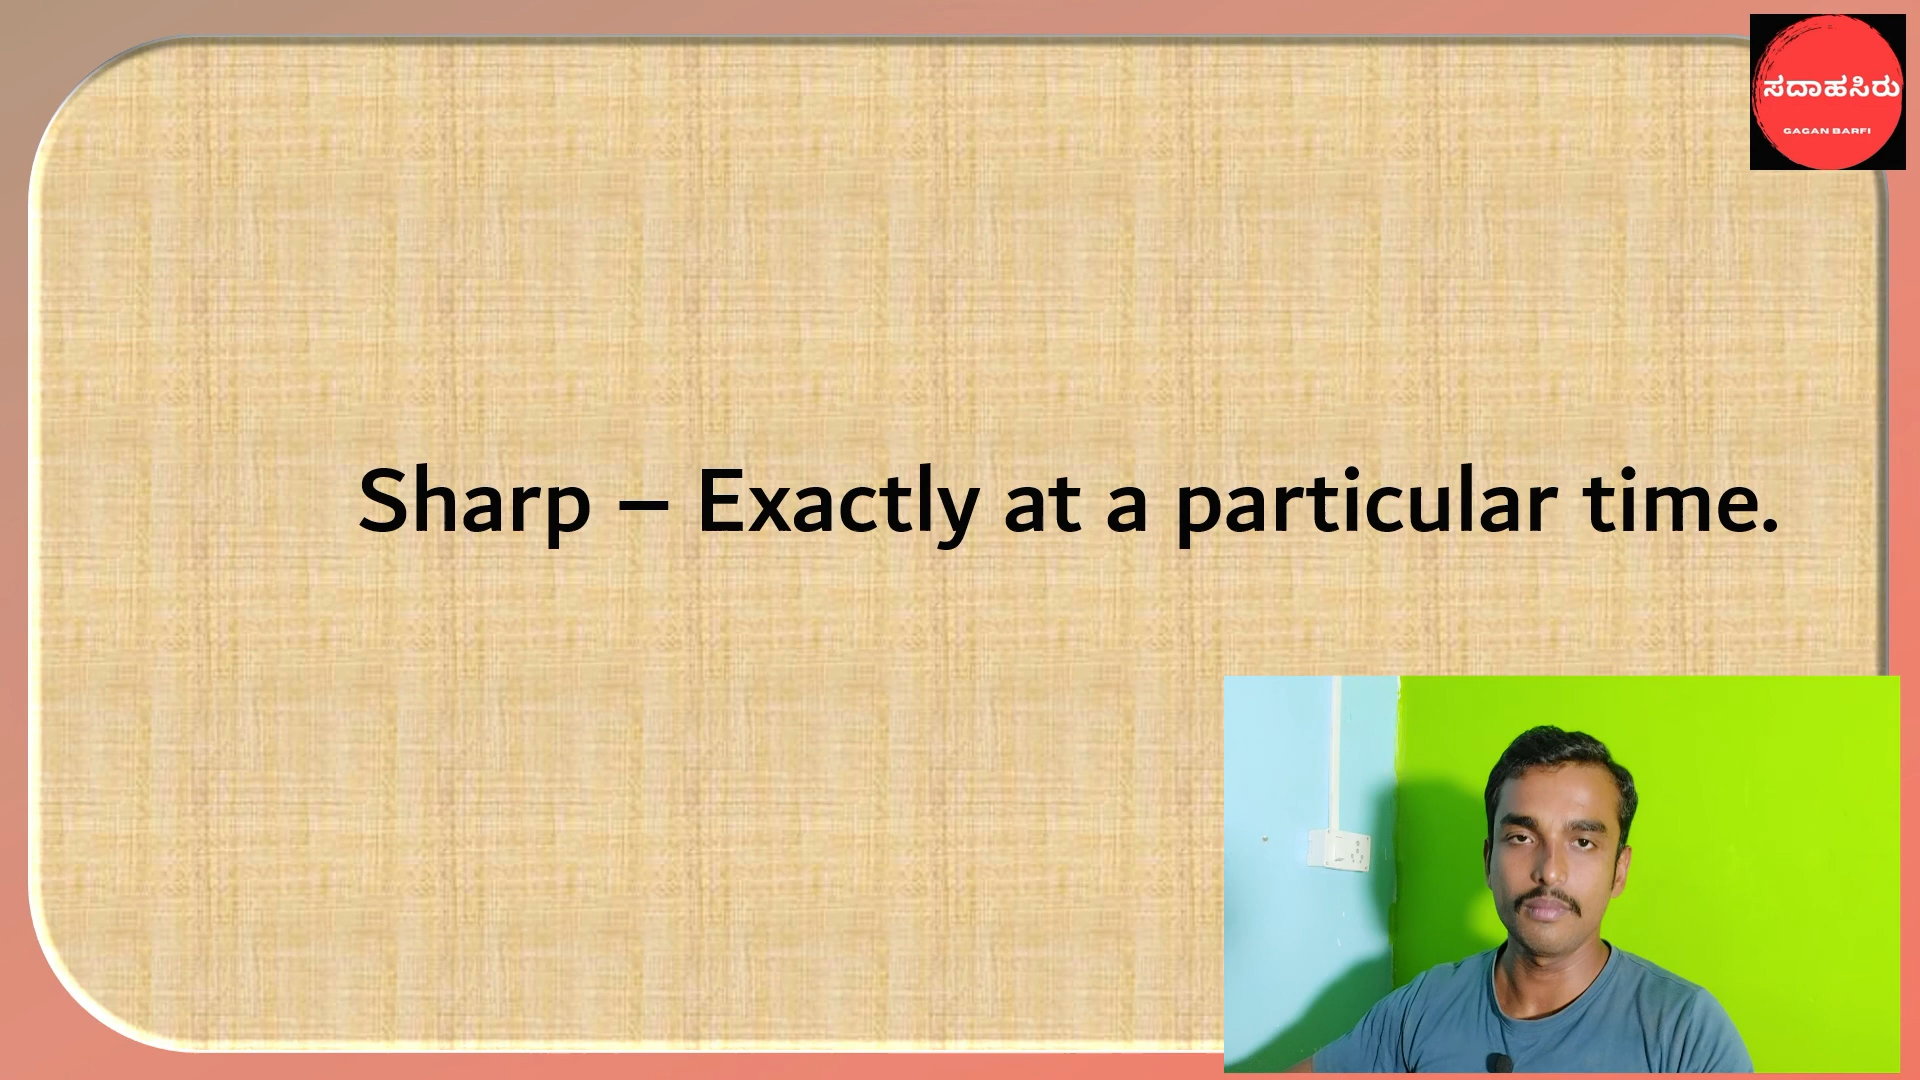 ಸದಾಹಸಿರು
GAGAN BARFI
Sharp – Exactly at a particular time.